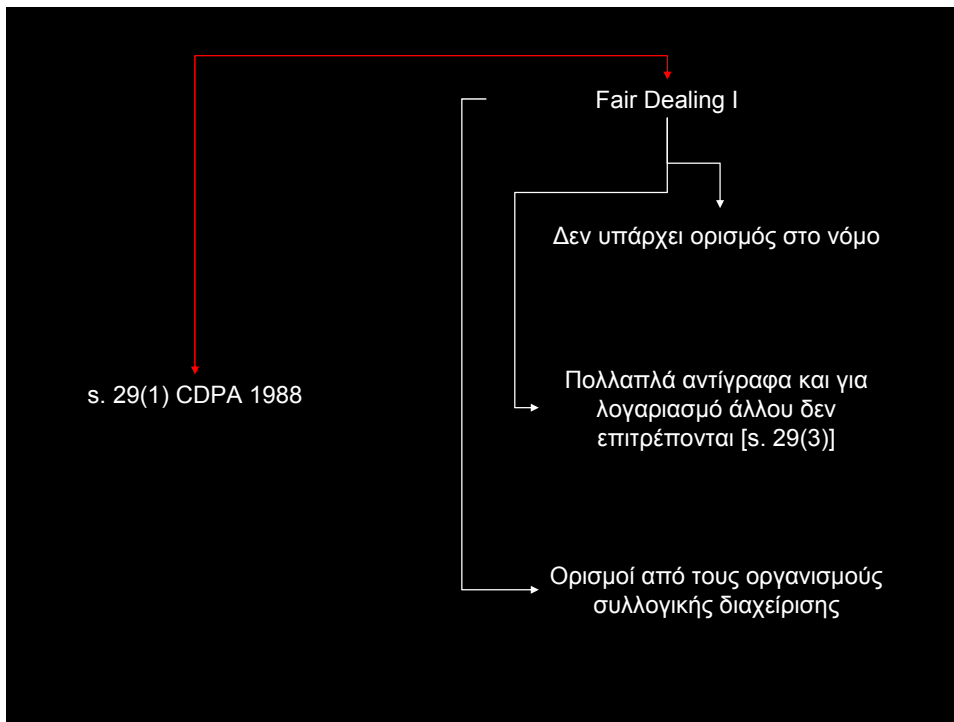 Fair Dealing I
Δεν υπάρχει ορισμός στο νόμο
s. 29(1) CDPA 1988
Πολλαπλά αντίγραφα και για
λογαριασμό άλλου δεν
επιτρέπονται [s. 29(3)]
Ορισμοί από τους οργανισμούς
συλλογικής διαχείρισης